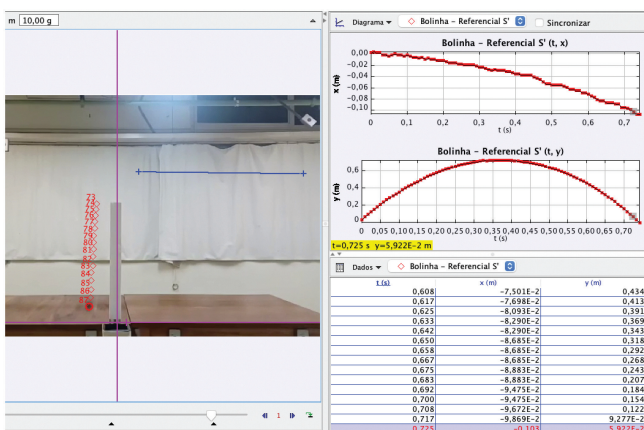 m 10,00 g
73
74
75
76
77
78
79
80
81
82
83
84
85
86
87
1
Diagrama Bolinha - Referencial S' Sincronizar
Bolinha - Referencial S' (t, x)
x (m)
0,00
-0,02
-0,04
-0,06
-0,08
-0,10
0 0,1 0,2 0,3 0,4 0,5 0,6 0,7
t (s)
Bolinha - Referencial S' (t, y)
y (m)
0,6
0,4
0,2
0
0 0,05 0,10 0,15 0,20 0,25 0,30 0,35 0,40 0,45 0,50 0,55 0,60 0,65 0,70
t (s)
t=0,725 s y=5,922E-2 m
Dados Bolinha - Referencial S'
t (s) x (m) y (m)
0,608 -7,501E-2 0,434
0,617 -7,698E-2 0,413
0,625 -8,093E-2 0,391
0,633 -8,290E-2 0,369
0,642 -8,290E-2 0,343
0,650 -8,685E-2 0,318
0,658 -8,685E-2 0,292
0,667 -8,685E-2 0,268
0,675 -8,883E-2 0,243
0,683 -8,883E-2 0,207
0,692 -9,475E-2 0,184
0,700 -9,475E-2 0,154
0,708 -9,672E-2 0,122
0,717 -9,869E-2 9,277E-2
0,725 -0,103 5,922E-2